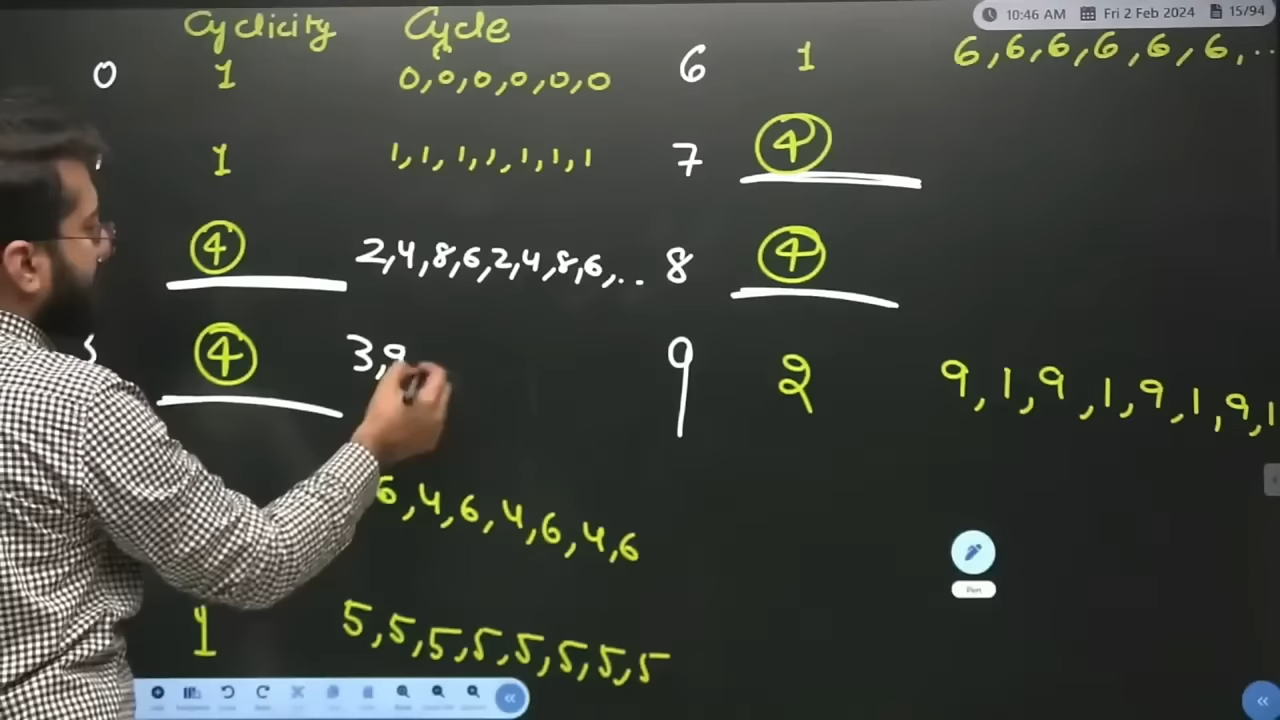 10:46 AM Fri 2 Feb 2024 15/94
Cyclicity Cycle
0 1 0,0,0,0,0,0
1 1,1,1,1,1,1,1
④ 2,4,8,6,2,4,8,6,..
④ 3,9
6,4,6,4,6,4,6
1 5,5,5,5,5,5,5,5
6 1 6,6,6,6,6,6,..
7 ④
8 ④
9 2 9,1,9,1,9,1,9,1
Pen